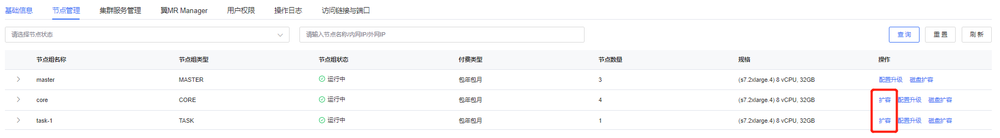 基础信息 节点管理 集群服务管理 翼MR Manager 用户权限 操作日志 访问链接与端口
请选择节点状态 请输入节点名称/内网IP/外网IP 查询 重置 刷新
节点组名称 节点组类型 节点组状态 付费类型 节点数量 规格 操作
master MASTER 运行中 包年包月 3 (s7.2xlarge.4) 8 vCPU, 32GB 配置升级 磁盘扩容
core CORE 运行中 包年包月 4 (s7.2xlarge.4) 8 vCPU, 32GB 扩容 配置升级 磁盘扩容
task-1 TASK 运行中 包年包月 1 (s7.2xlarge.4) 8 vCPU, 32GB 扩容 配置升级 磁盘扩容